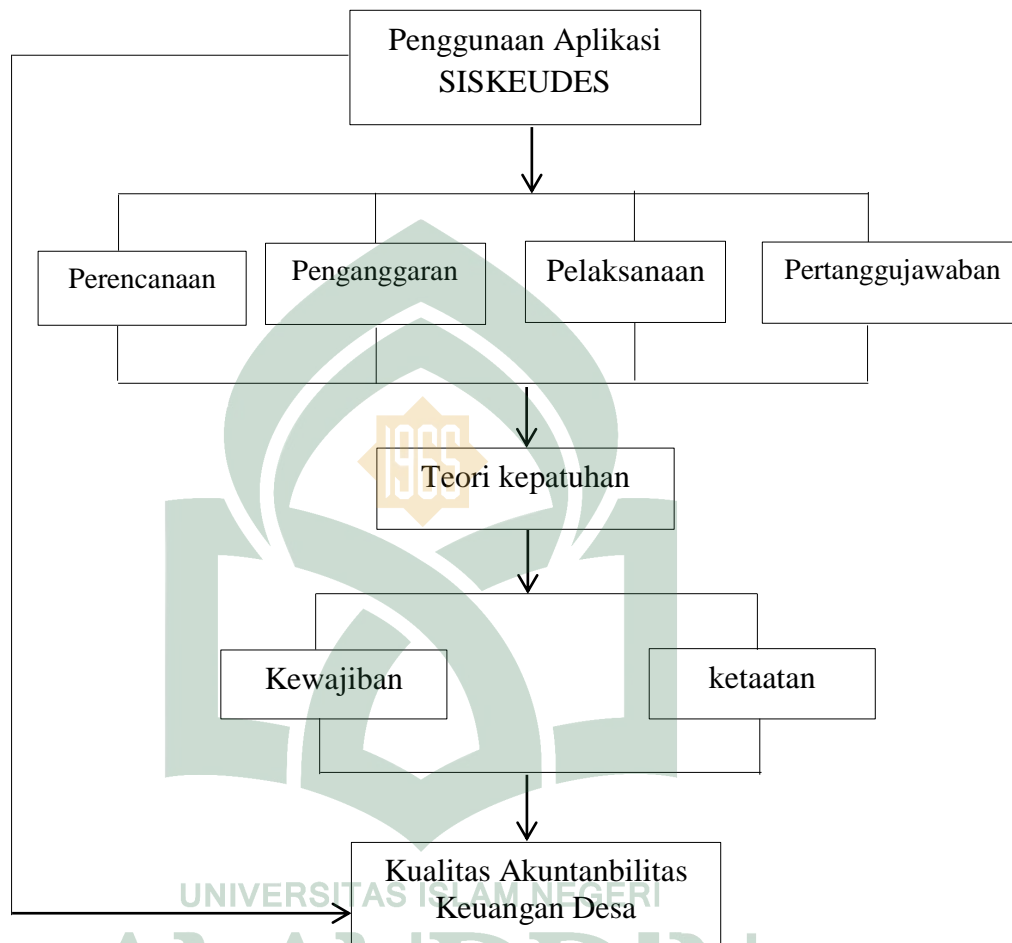 Penggunaan Aplikasi
SISKEUDES
Perencanaan
Penganggaran
Pelaksanaan
Pertanggujawaban
1965
Teori kepatuhan
Kewajiban
ketaatan
Kualitas Akuntanbilitas
UNIVERSITAS ISLAM NEGERI
Keuangan Desa